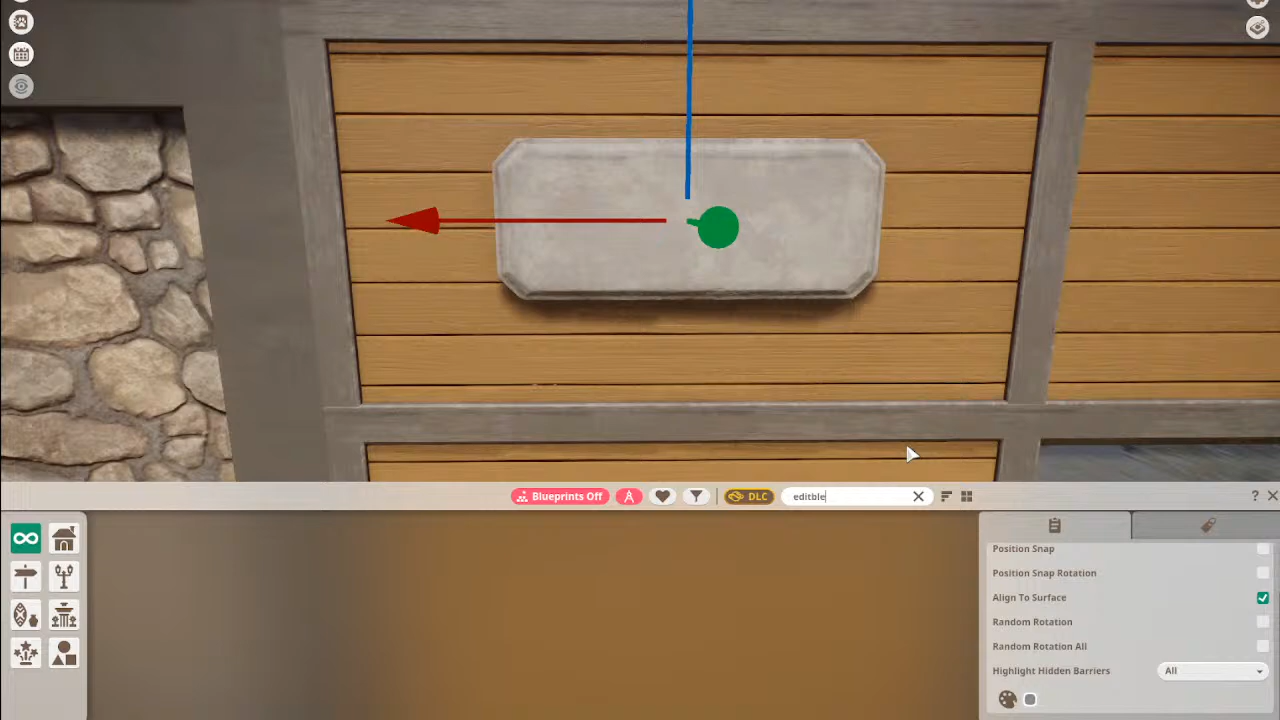 Blueprints Off
DLC
editble
?
Position Snap
Position Snap Rotation
Align To Surface
Random Rotation
Random Rotation All
Highlight Hidden Barriers
All